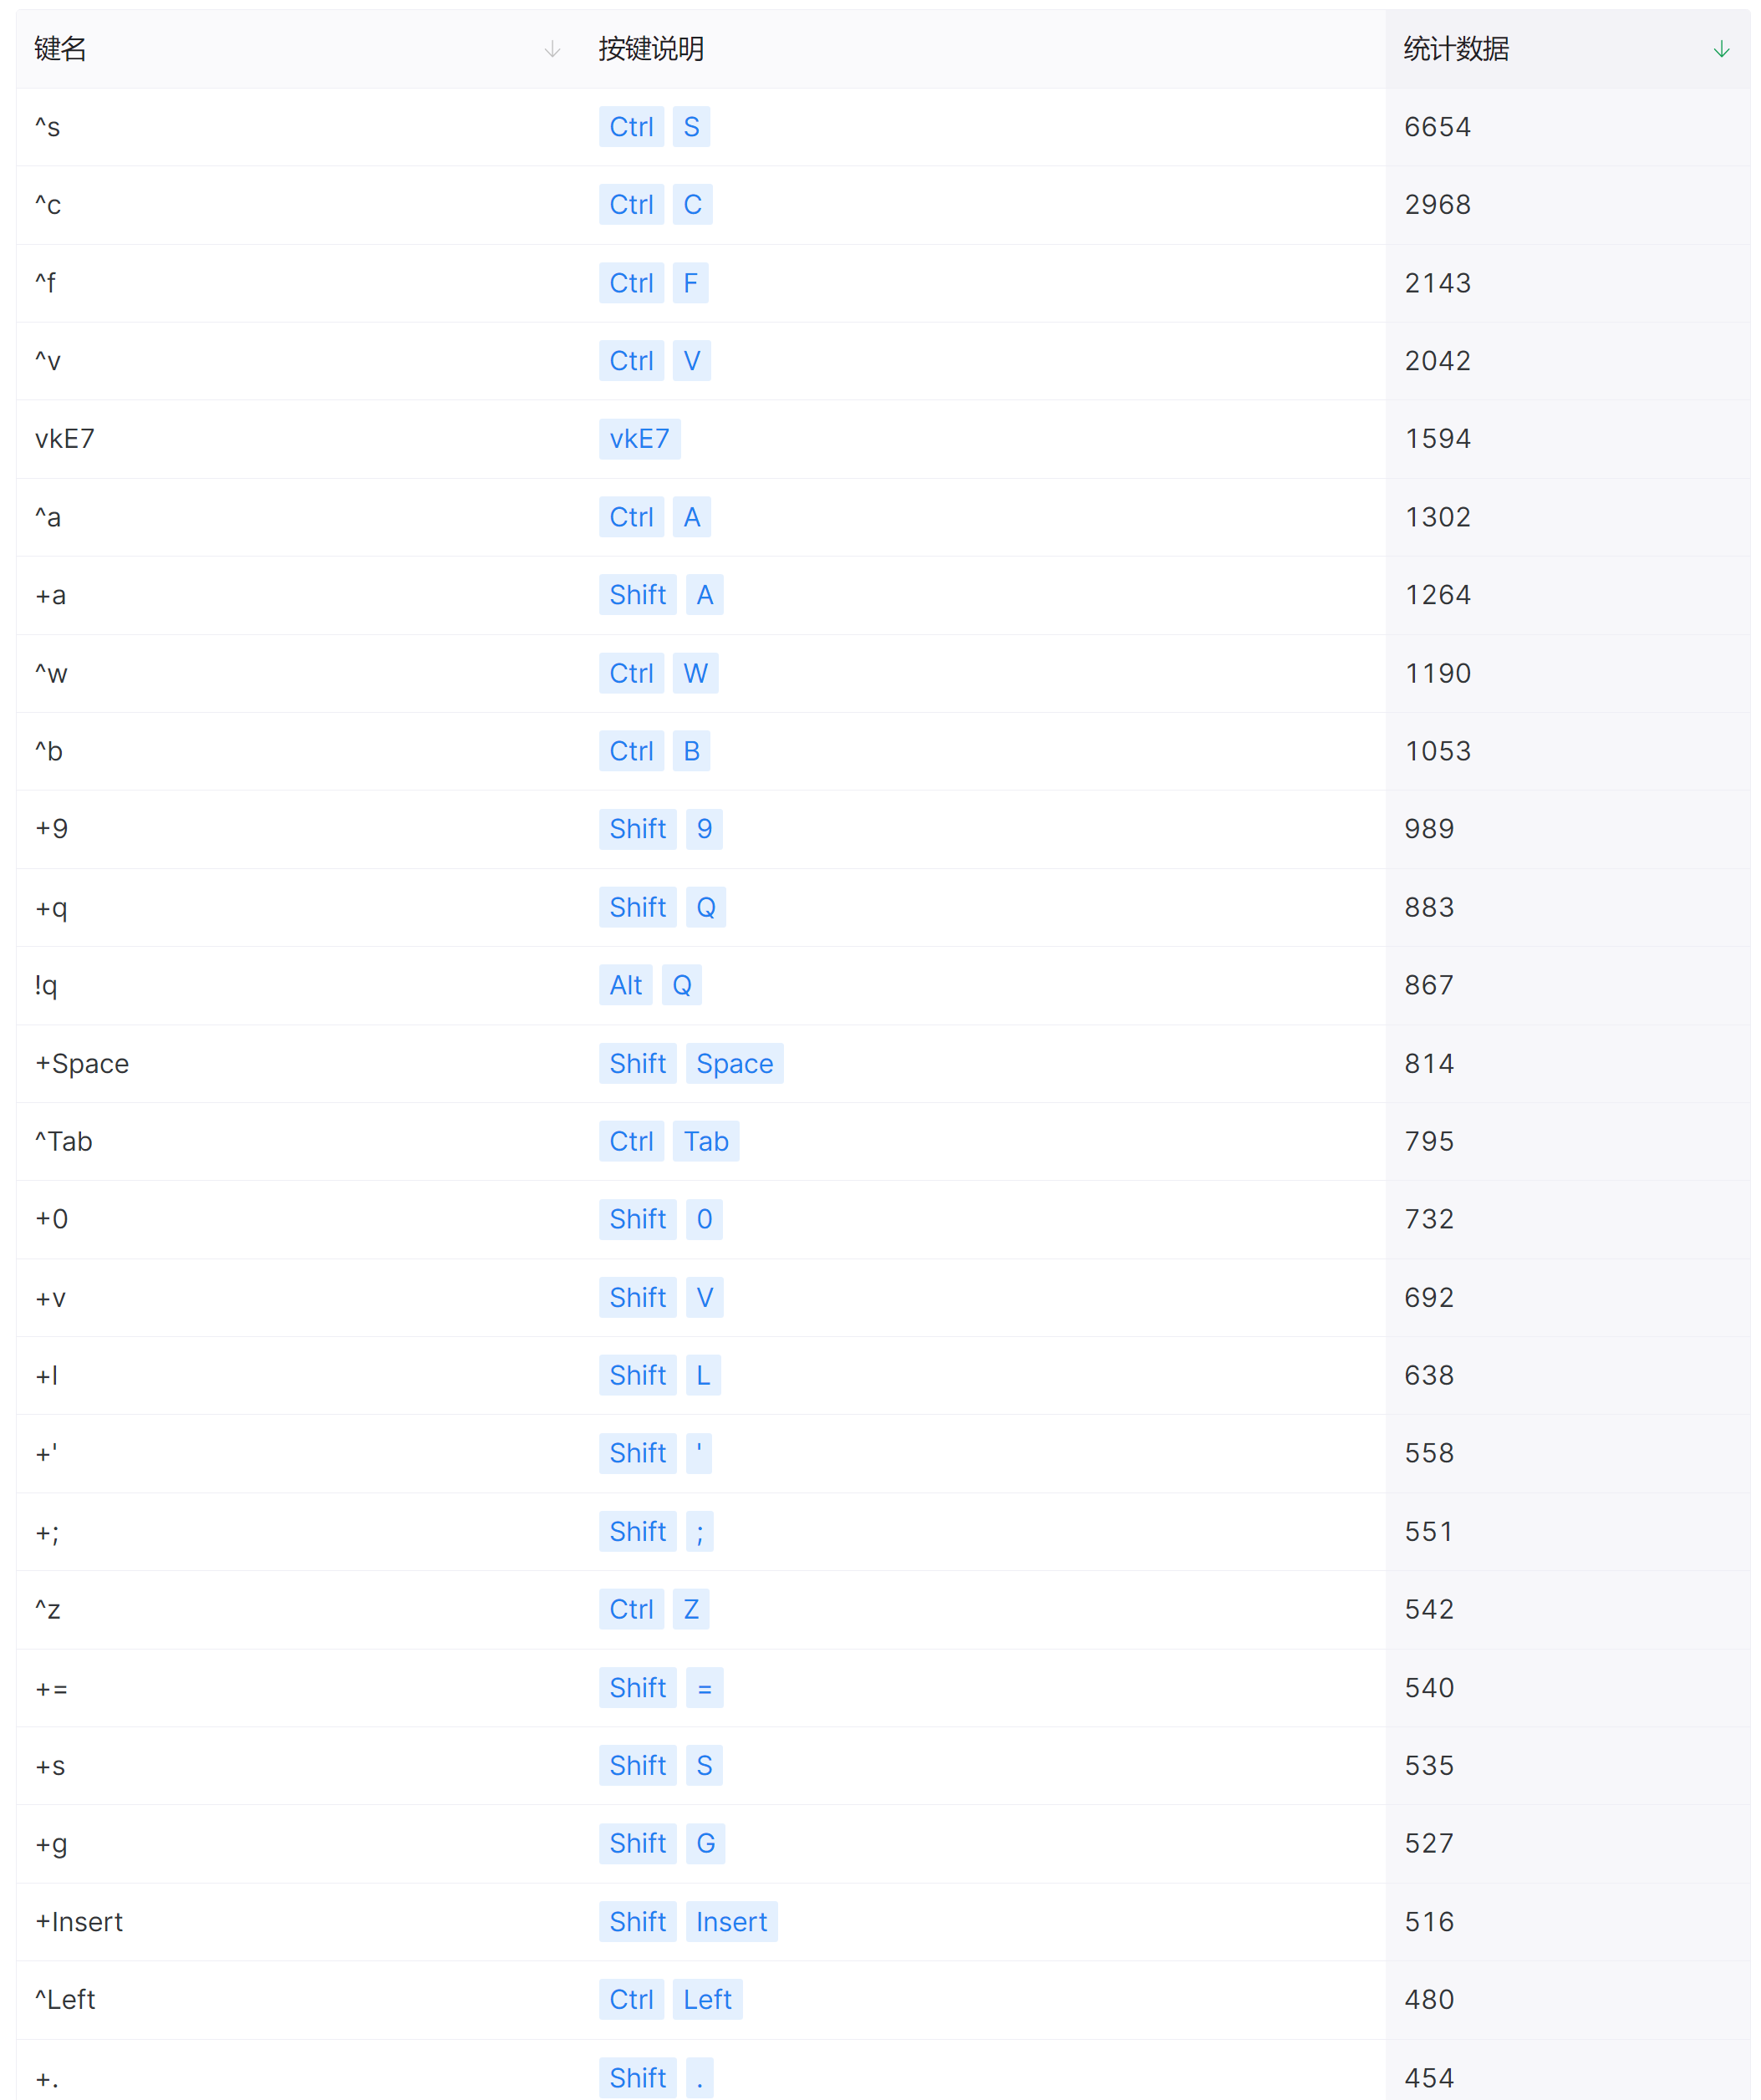 键名 按键说明 统计数据
^s Ctrl S 6654
^c Ctrl C 2968
^f Ctrl F 2143
^v Ctrl V 2042
vkE7 vkE7 1594
^a Ctrl A 1302
+a Shift A 1264
^w Ctrl W 1190
^b Ctrl B 1053
+9 Shift 9 989
+q Shift Q 883
!q Alt Q 867
+Space Shift Space 814
^Tab Ctrl Tab 795
+0 Shift 0 732
+v Shift V 692
+l Shift L 638
+' Shift ' 558
+; Shift ; 551
^z Ctrl Z 542
+= Shift = 540
+s Shift S 535
+g Shift G 527
+Insert Shift Insert 516
^Left Ctrl Left 480
+. Shift . 454